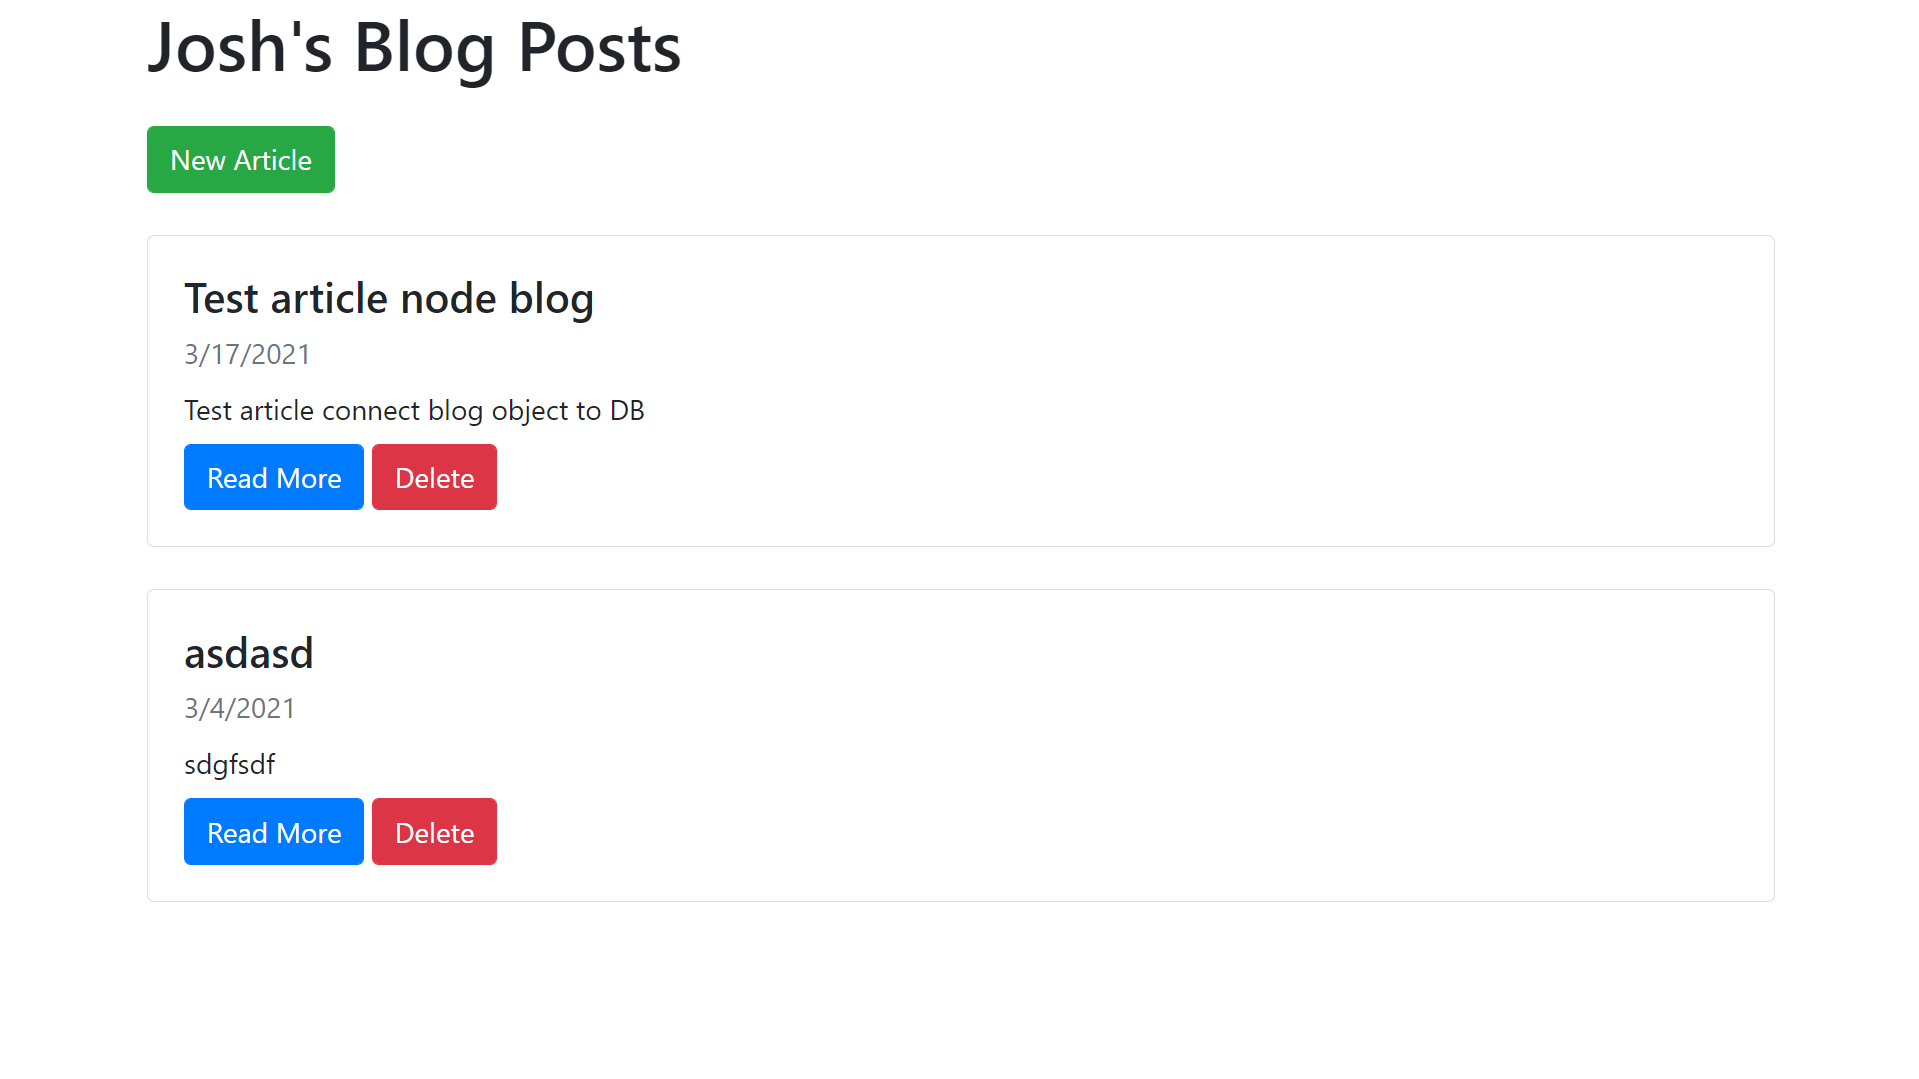 Josh's Blog Posts
New Article
Test article node blog
3/17/2021
Test article connect blog object to DB
Read More Delete
asdasd
3/4/2021
sdgfsdf
Read More Delete